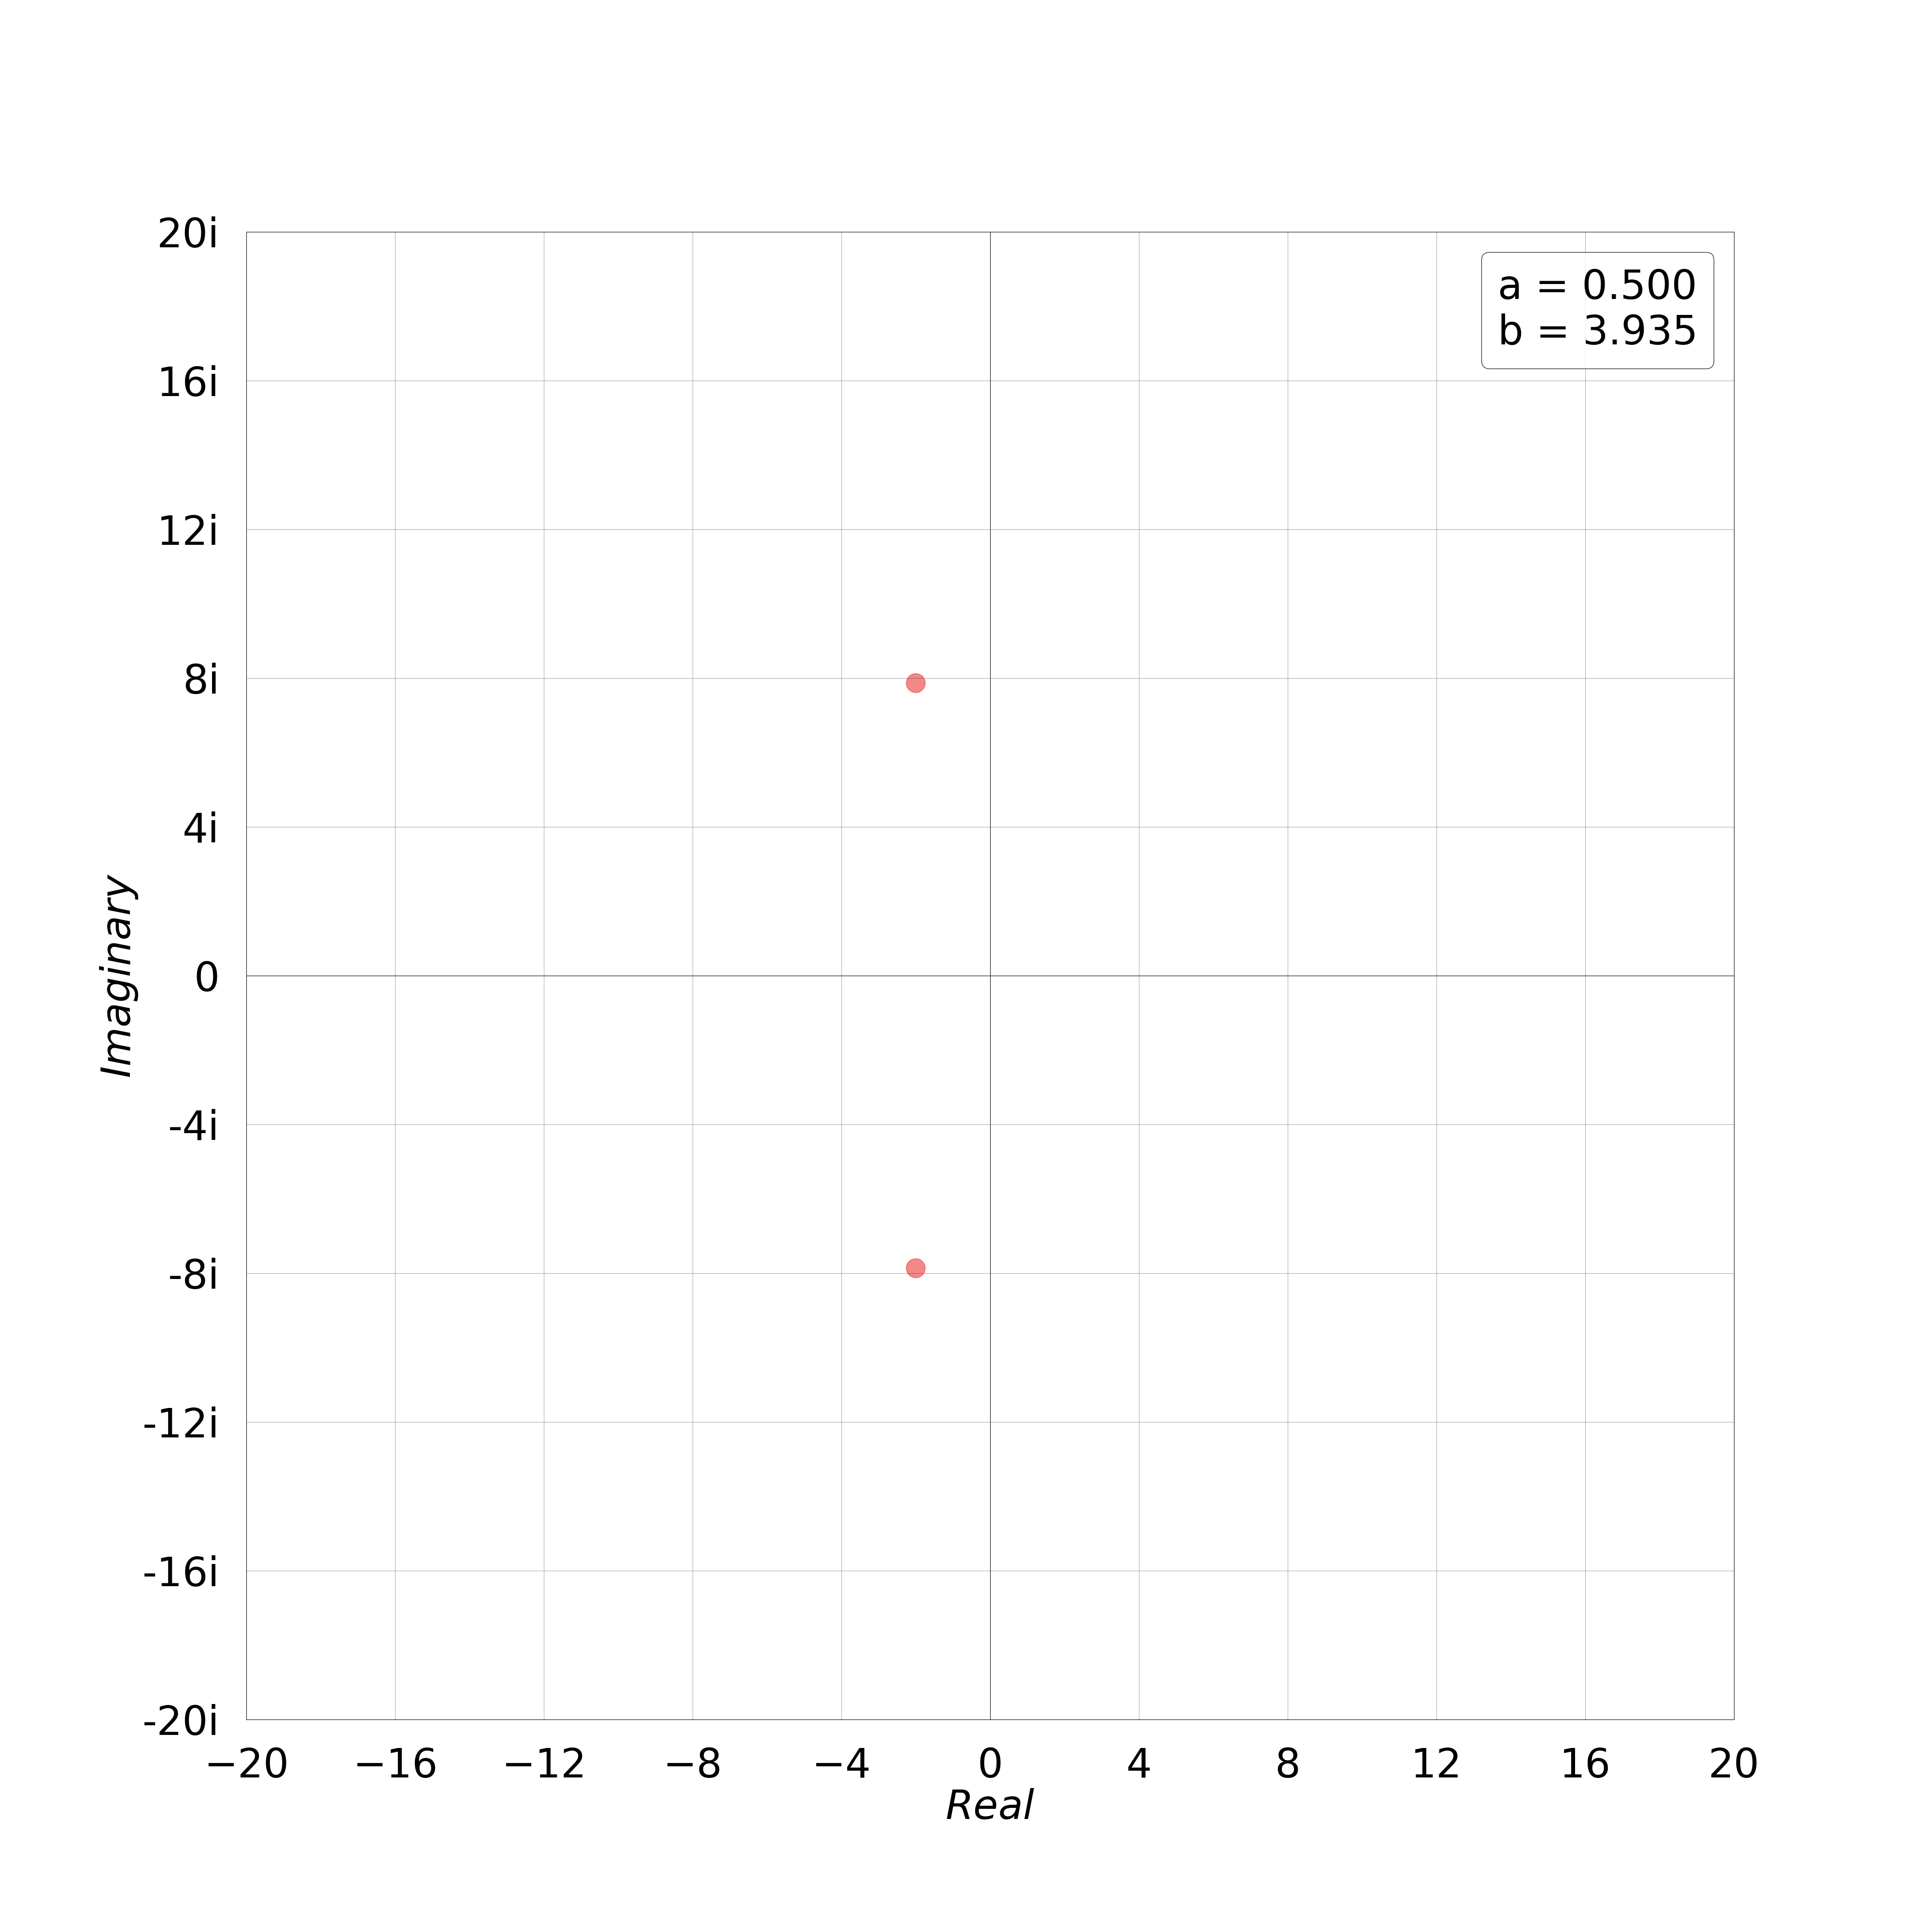 20i
16i
12i
8i
4i
0
-4i
-8i
-12i
-16i
-20i
Imaginary
a = 0.500
b = 3.935
−20 −16 −12 −8 −4 0 4 8 12 16 20
Real